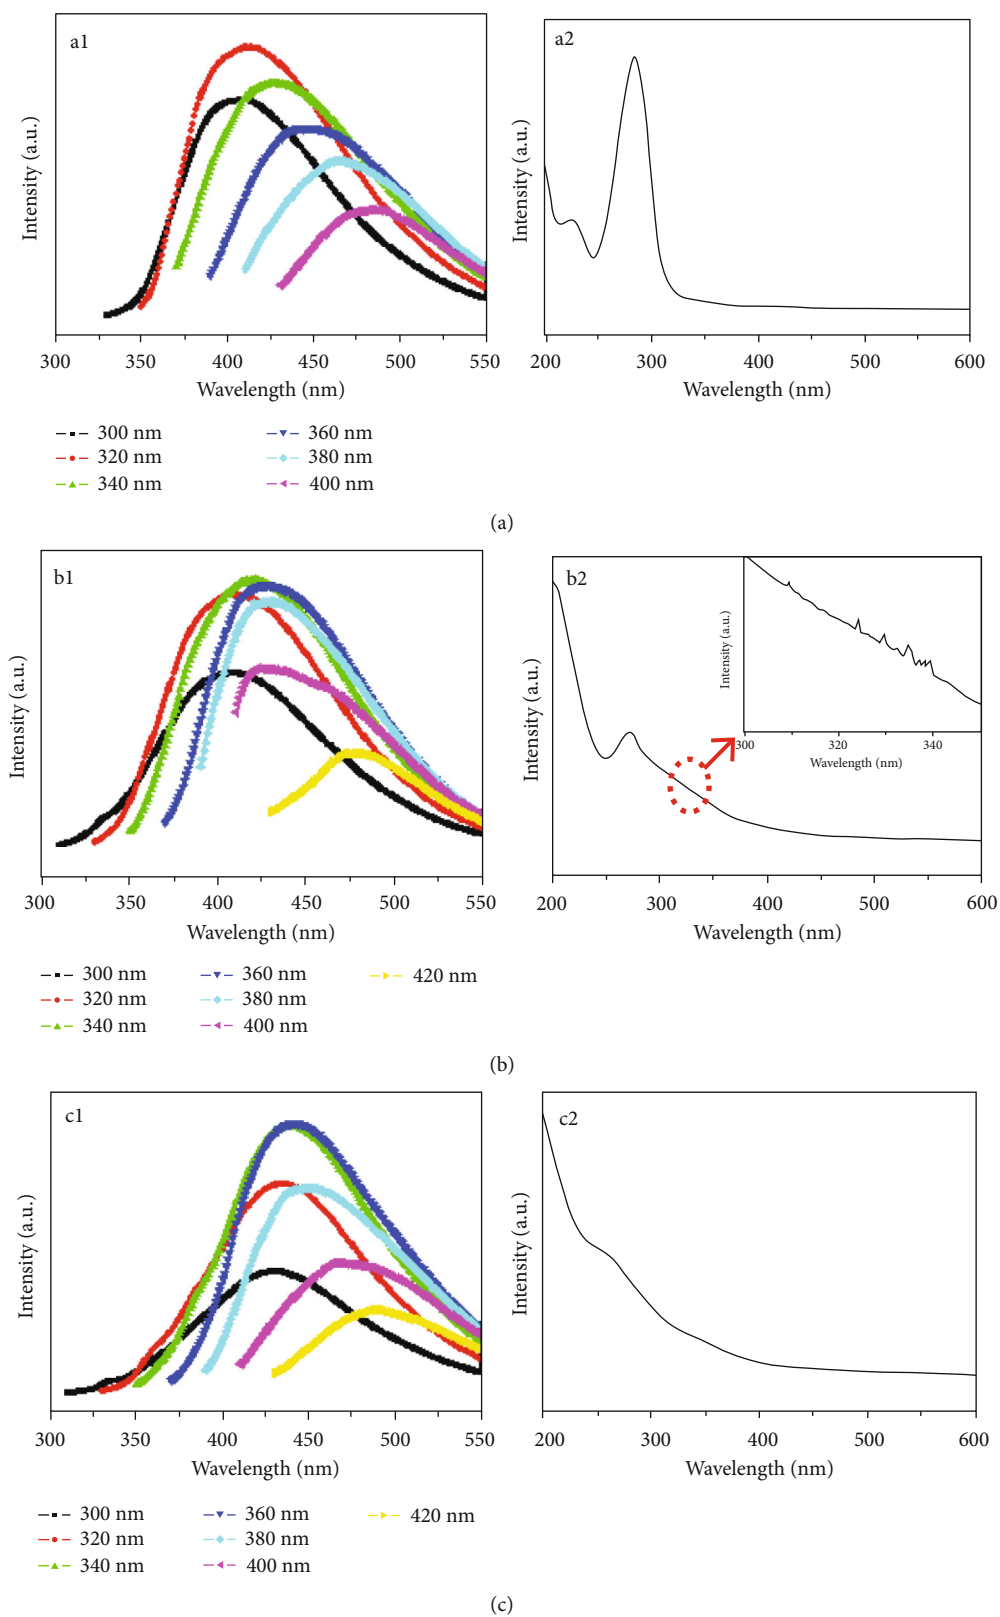 a1
Intensity (a.u.)
300 350 400 450 500 550
Wavelength (nm)
a2
Intensity (a.u.)
200 300 400 500 600
Wavelength (nm)
300 nm 360 nm
320 nm 380 nm
340 nm 400 nm
(a)
b1
Intensity (a.u.)
300 350 400 450 500 550
Wavelength (nm)
b2
Intensity (a.u.)
Intensity (a.u.)
300 320 340
Wavelength (nm)
200 300 400 500 600
Wavelength (nm)
300 nm 360 nm 420 nm
320 nm 380 nm
340 nm 400 nm
(b)
c1
Intensity (a.u.)
300 350 400 450 500 550
Wavelength (nm)
c2
Intensity (a.u.)
200 300 400 500 600
Wavelength (nm)
300 nm 360 nm 420 nm
320 nm 380 nm
340 nm 400 nm
(c)